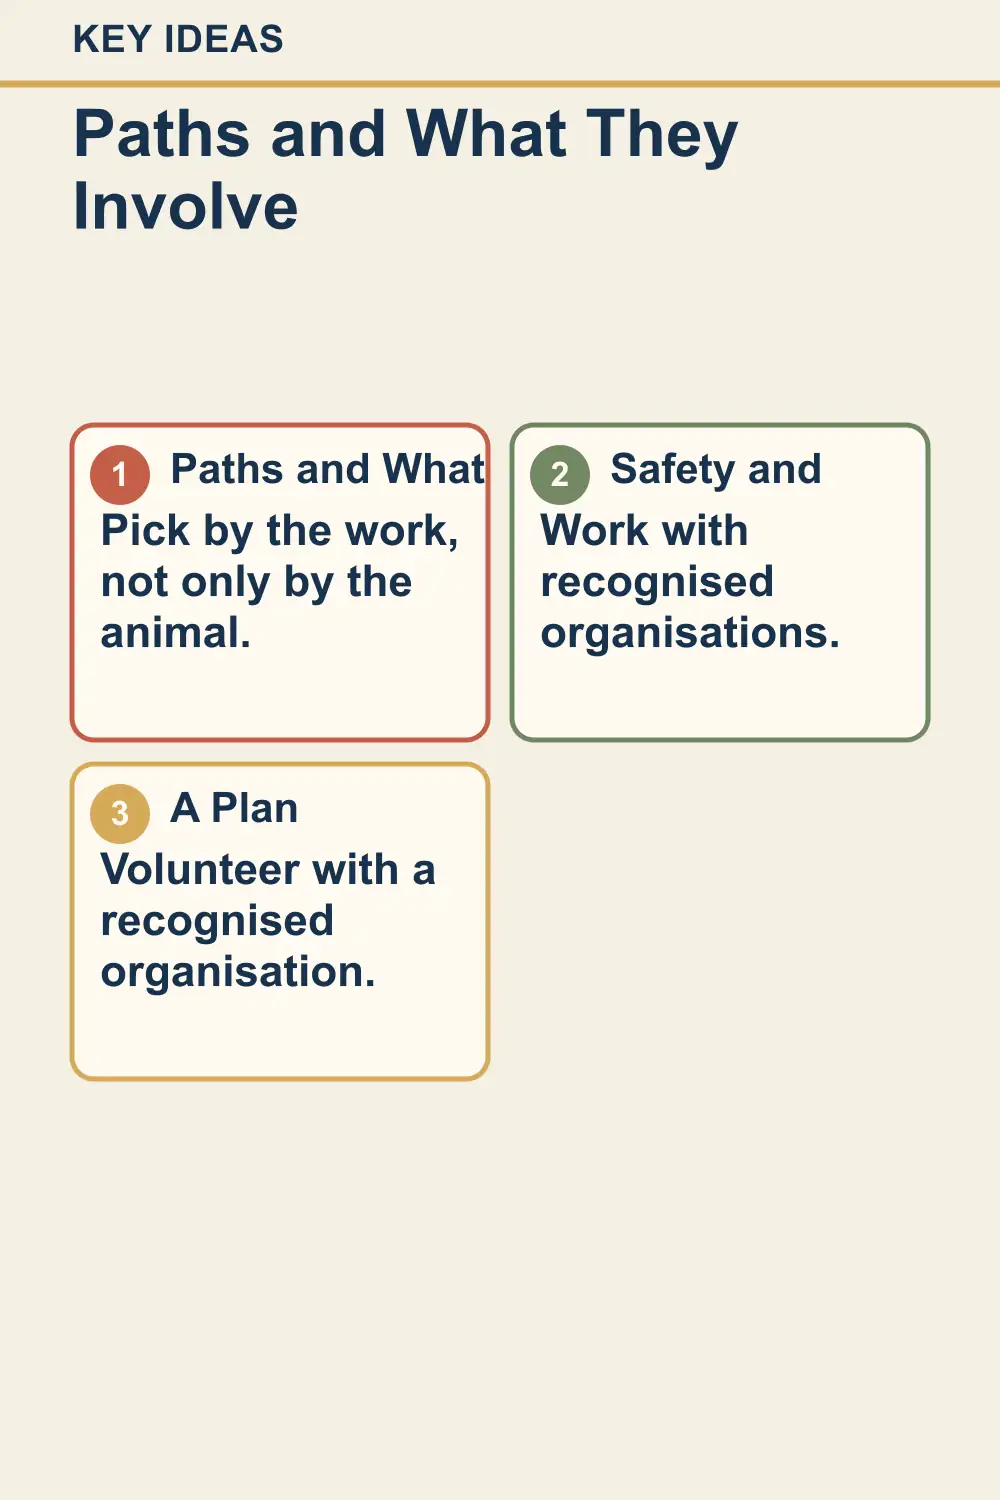 KEY IDEAS
Paths and What They
Involve
1 Paths and What
Pick by the work,
not only by the
animal.
2 Safety and
Work with
recognised
organisations.
3 A Plan
Volunteer with a
recognised
organisation.